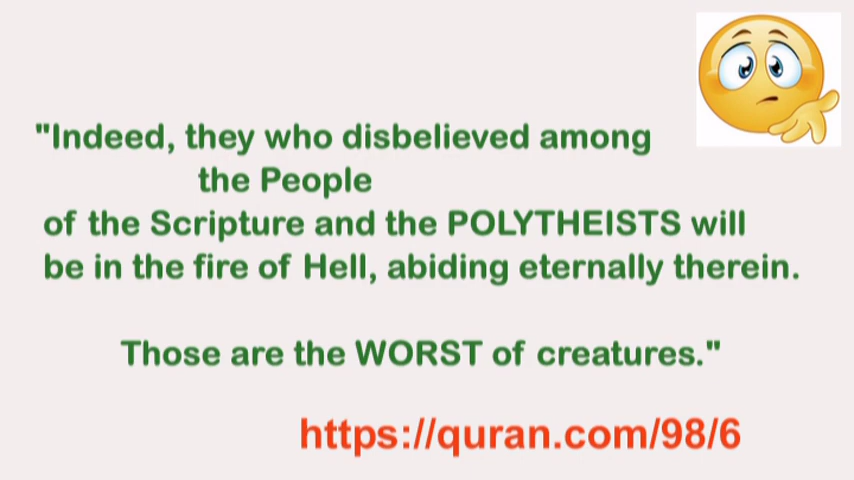 "Indeed, they who disbelieved among
the People
of the Scripture and the POLYTHEISTS will
be in the fire of Hell, abiding eternally therein.
Those are the WORST of creatures."
https://quran.com/98/6